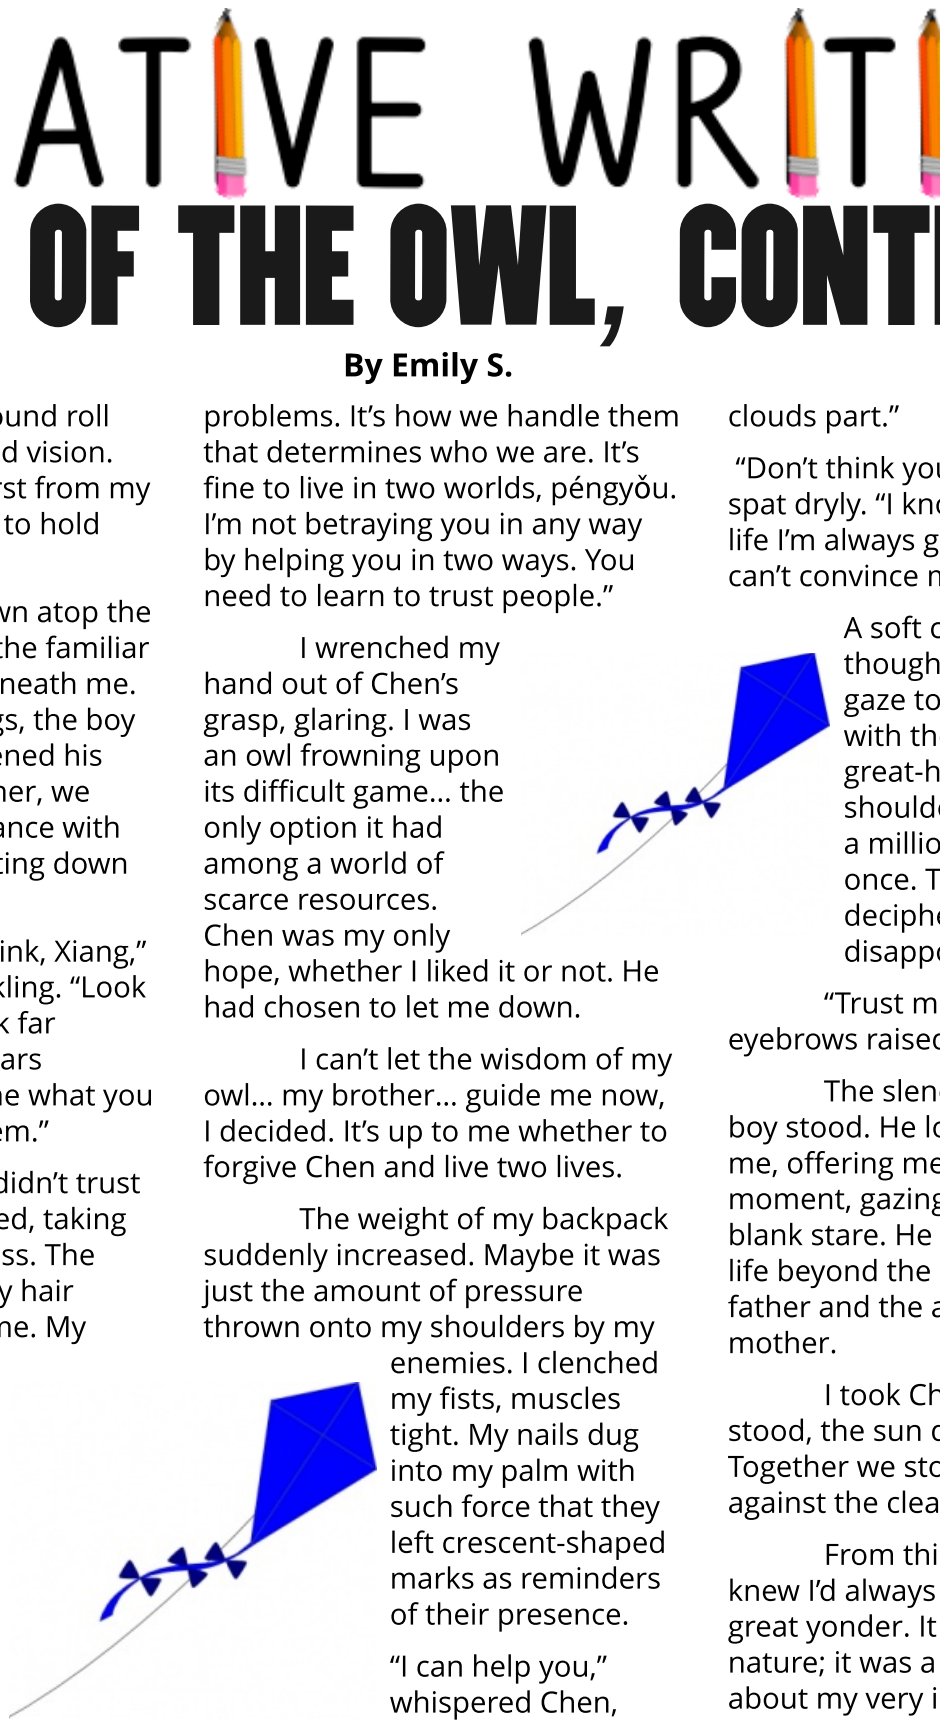 ATIVE WRITI
OF THE OWL, CONTI
By Emily S.
ound roll
d vision.
rst from my
to hold
wn atop the
the familiar
neath me.
gs, the boy
ened his
her, we
ance with
ting down
ink, Xiang,”
kling. “Look
k far
ars
ne what you
em.”
didn’t trust
ed, taking
ss. The
y hair
me. My
problems. It’s how we handle them
that determines who we are. It’s
fine to live in two worlds, péngyǒu.
I’m not betraying you in any way
by helping you in two ways. You
need to learn to trust people.”
I wrenched my
hand out of Chen’s
grasp, glaring. I was
an owl frowning upon
its difficult game... the
only option it had
among a world of
scarce resources.
Chen was my only
hope, whether I liked it or not. He
had chosen to let me down.
I can’t let the wisdom of my
owl... my brother... guide me now,
I decided. It’s up to me whether to
forgive Chen and live two lives.
The weight of my backpack
suddenly increased. Maybe it was
just the amount of pressure
thrown onto my shoulders by my
enemies. I clenched
my fists, muscles
tight. My nails dug
into my palm with
such force that they
left crescent-shaped
marks as reminders
of their presence.
“I can help you,”
whispered Chen,
clouds part.”
“Don’t think you
spat dryly. “I kno
life I’m always g
can’t convince m
A soft c
though
gaze to
with the
great-h
shoulde
a millio
once. T
deciphe
disappo
“Trust m
eyebrows raised
The slend
boy stood. He lo
me, offering me
moment, gazing
blank stare. He
life beyond the
father and the a
mother.
I took Ch
stood, the sun c
Together we sto
against the clea
From thi
knew I’d always
great yonder. It
nature; it was a
about my very i